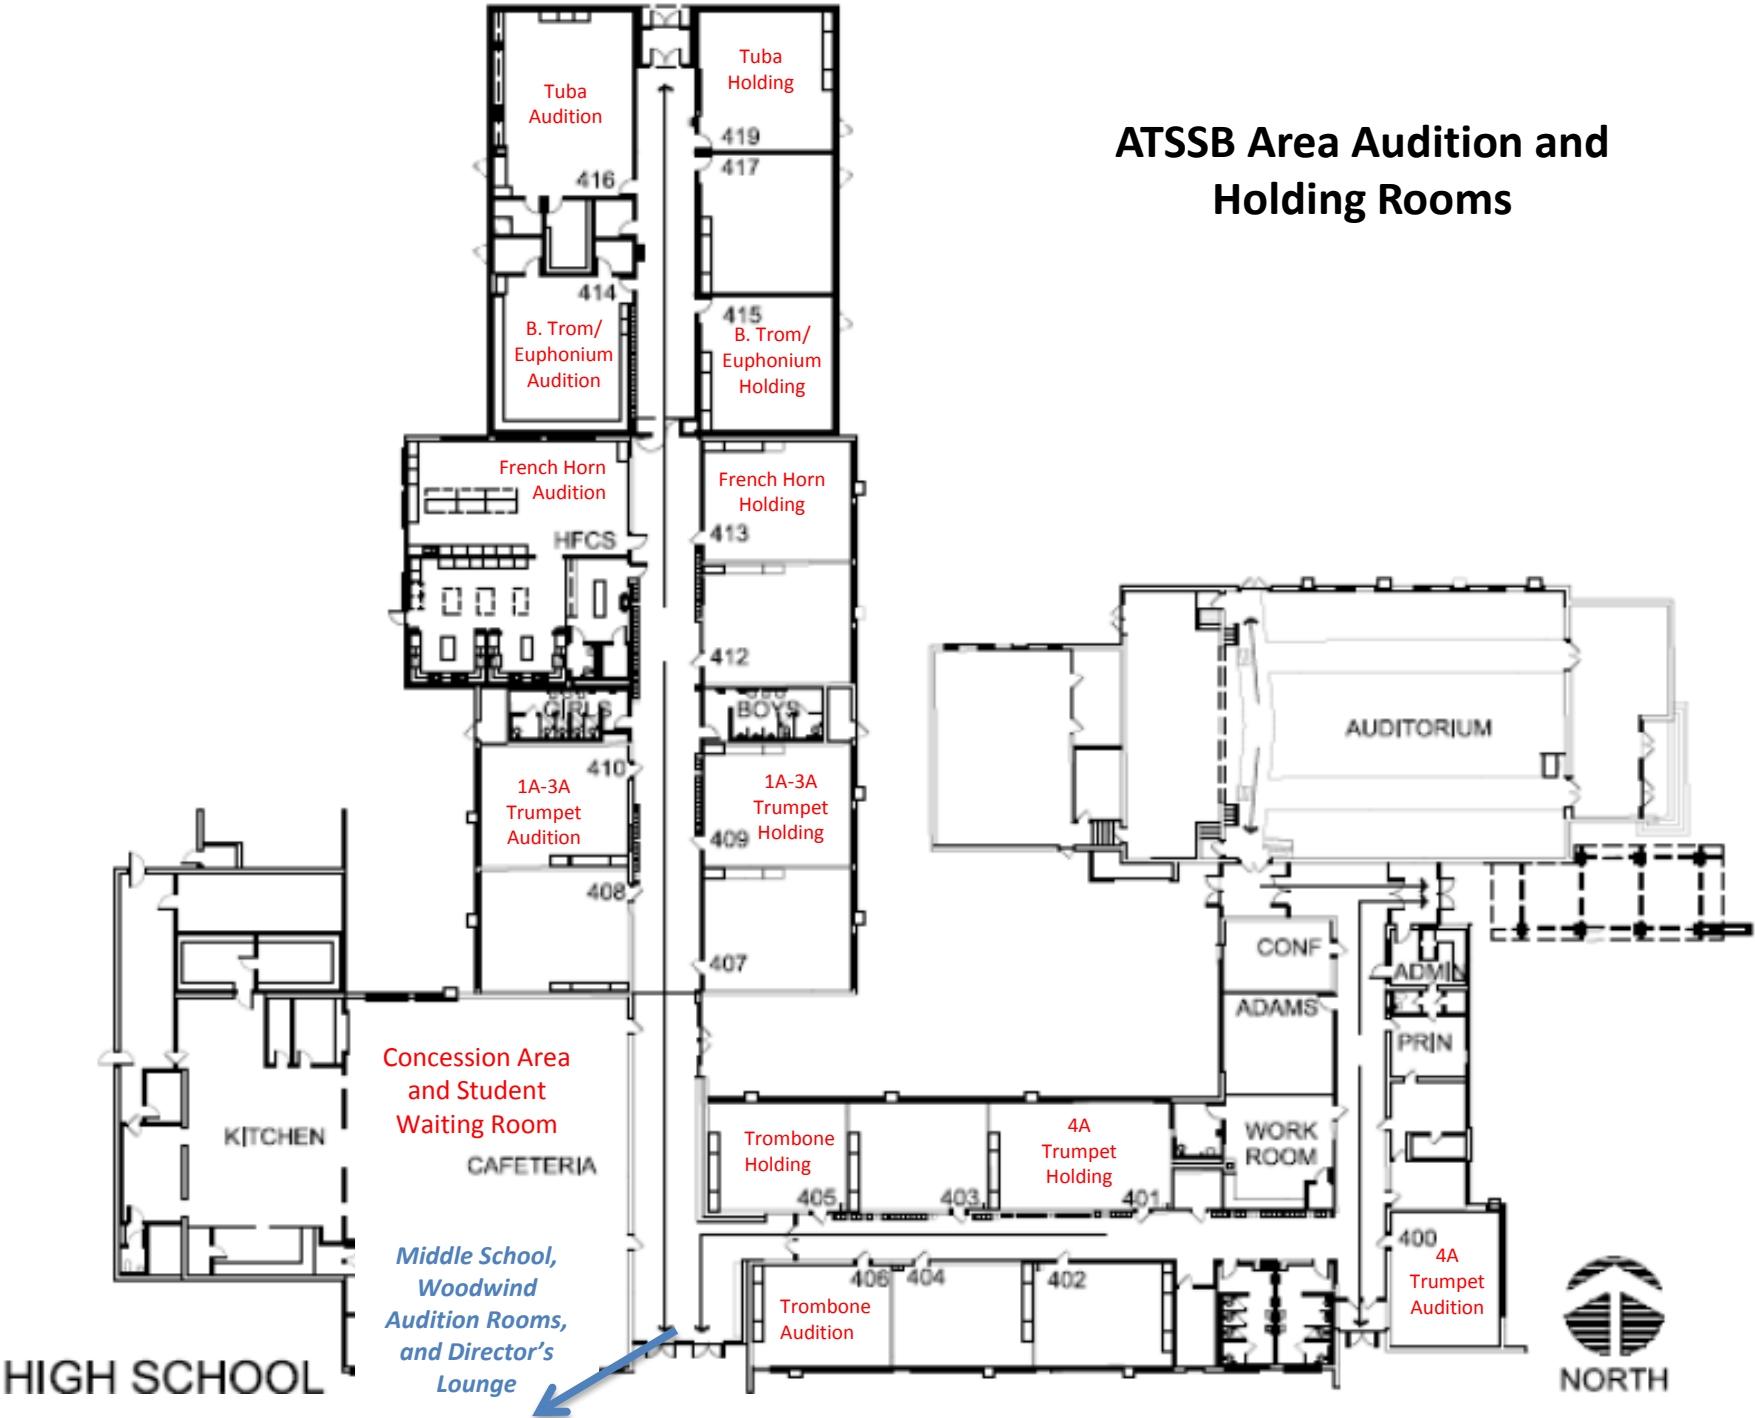 ATSSB Area Audition and
Holding Rooms
Tuba
Audition
416
Tuba
Holding
419
417
414
B. Trom/
Euphonium
Audition
415
B. Trom/
Euphonium
Holding
French Horn
Audition
HFCS
French Horn
Holding
413
412
GIRLS
BOYS
410
1A-3A
Trumpet
Audition
1A-3A
Trumpet
Holding
409
408
407
AUDITORIUM
CONF
ADMIN
ADAMS
PRIN
WORK
ROOM
Concession Area
and Student
Waiting Room
KITCHEN
CAFETERIA
Trombone
Holding
405
403
4A
Trumpet
Holding
401
400
4A
Trumpet
Audition
406
404
402
Trombone
Audition
Middle School,
Woodwind
Audition Rooms,
and Director's
Lounge
HIGH SCHOOL
NORTH